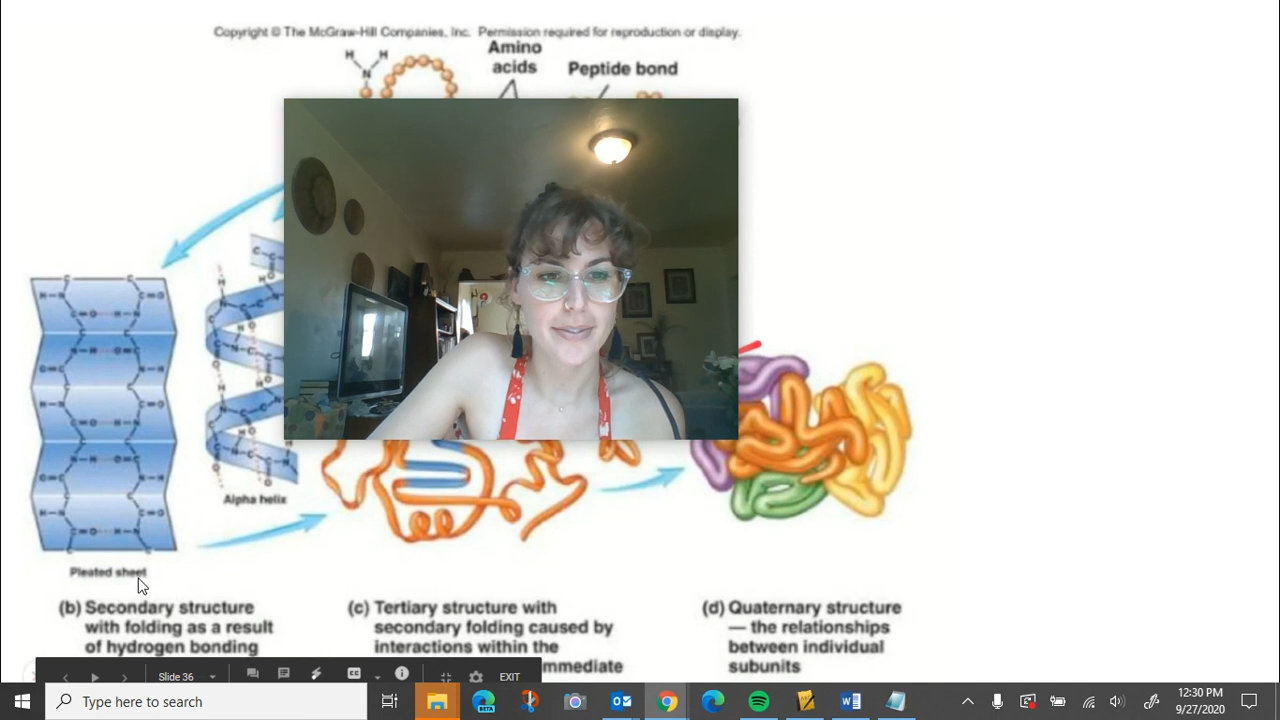 Copyright © The McGraw-Hill Companies, Inc. Permission required for reproduction or display.
Amino
acids
Peptide bond
Alpha helix
Pleated sheet
(b) Secondary structure
with folding as a result
of hydrogen bonding
(c) Tertiary structure with
secondary folding caused by
interactions within the
mmediate
(d) Quaternary structure
— the relationships
between individual
subunits
Slide 36
EXIT
Type here to search
BETA
12:30 PM
9/27/2020